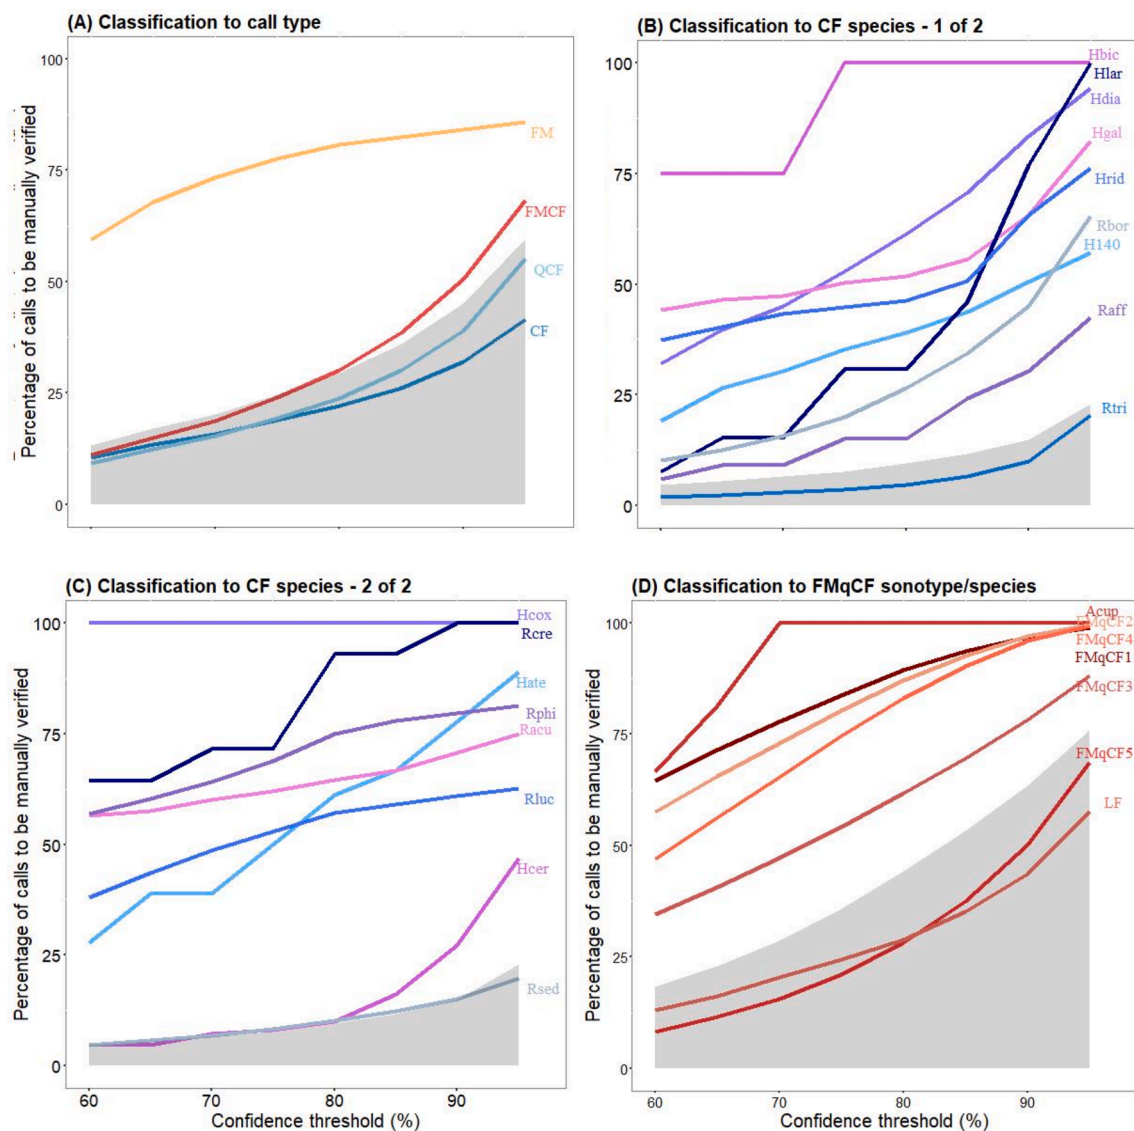 (A) Classification to call type
Percentage of calls to be manually verified
100
75
50
25
0
FM
FMCF
QCF
CF
(B) Classification to CF species - 1 of 2
100
75
50
25
0
Hbic
Hlar
Hdia
Hgal
Hrid
Rbor
H140
Raff
Rtri
(C) Classification to CF species - 2 of 2
Percentage of calls to be manually verified
100
75
50
25
0
Hcox
Rcre
Hate
Rphi
Racu
Rluc
Hcer
Rsed
60
70
80
90
Confidence threshold (%)
(D) Classification to FMqCF sonotype/species
Percentage of calls to be manually verified
100
75
50
25
0
Acup
FMqCF2
FMqCF4
FMqCF1
FMqCF3
FMqCF5
LF
60
70
80
90
Confidence threshold (%)